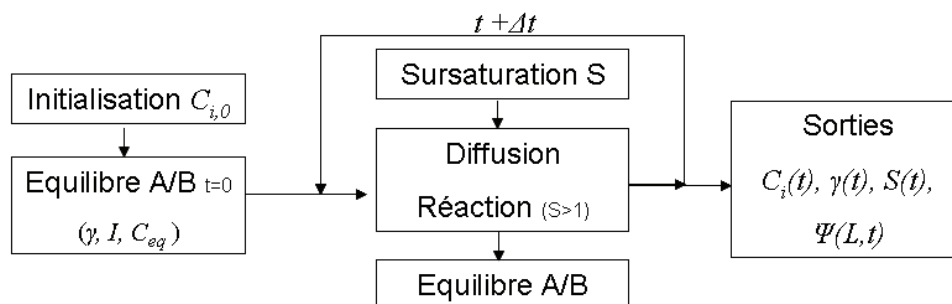 t +Δt
Initialisation C_{i,0}
Equilibre A/B t=0
(γ, I, C_{eq} )
Sursaturation S
Diffusion
Réaction (S>1)
Equilibre A/B
Sorties
C_i(t), γ(t), S(t),
Ψ(L,t)